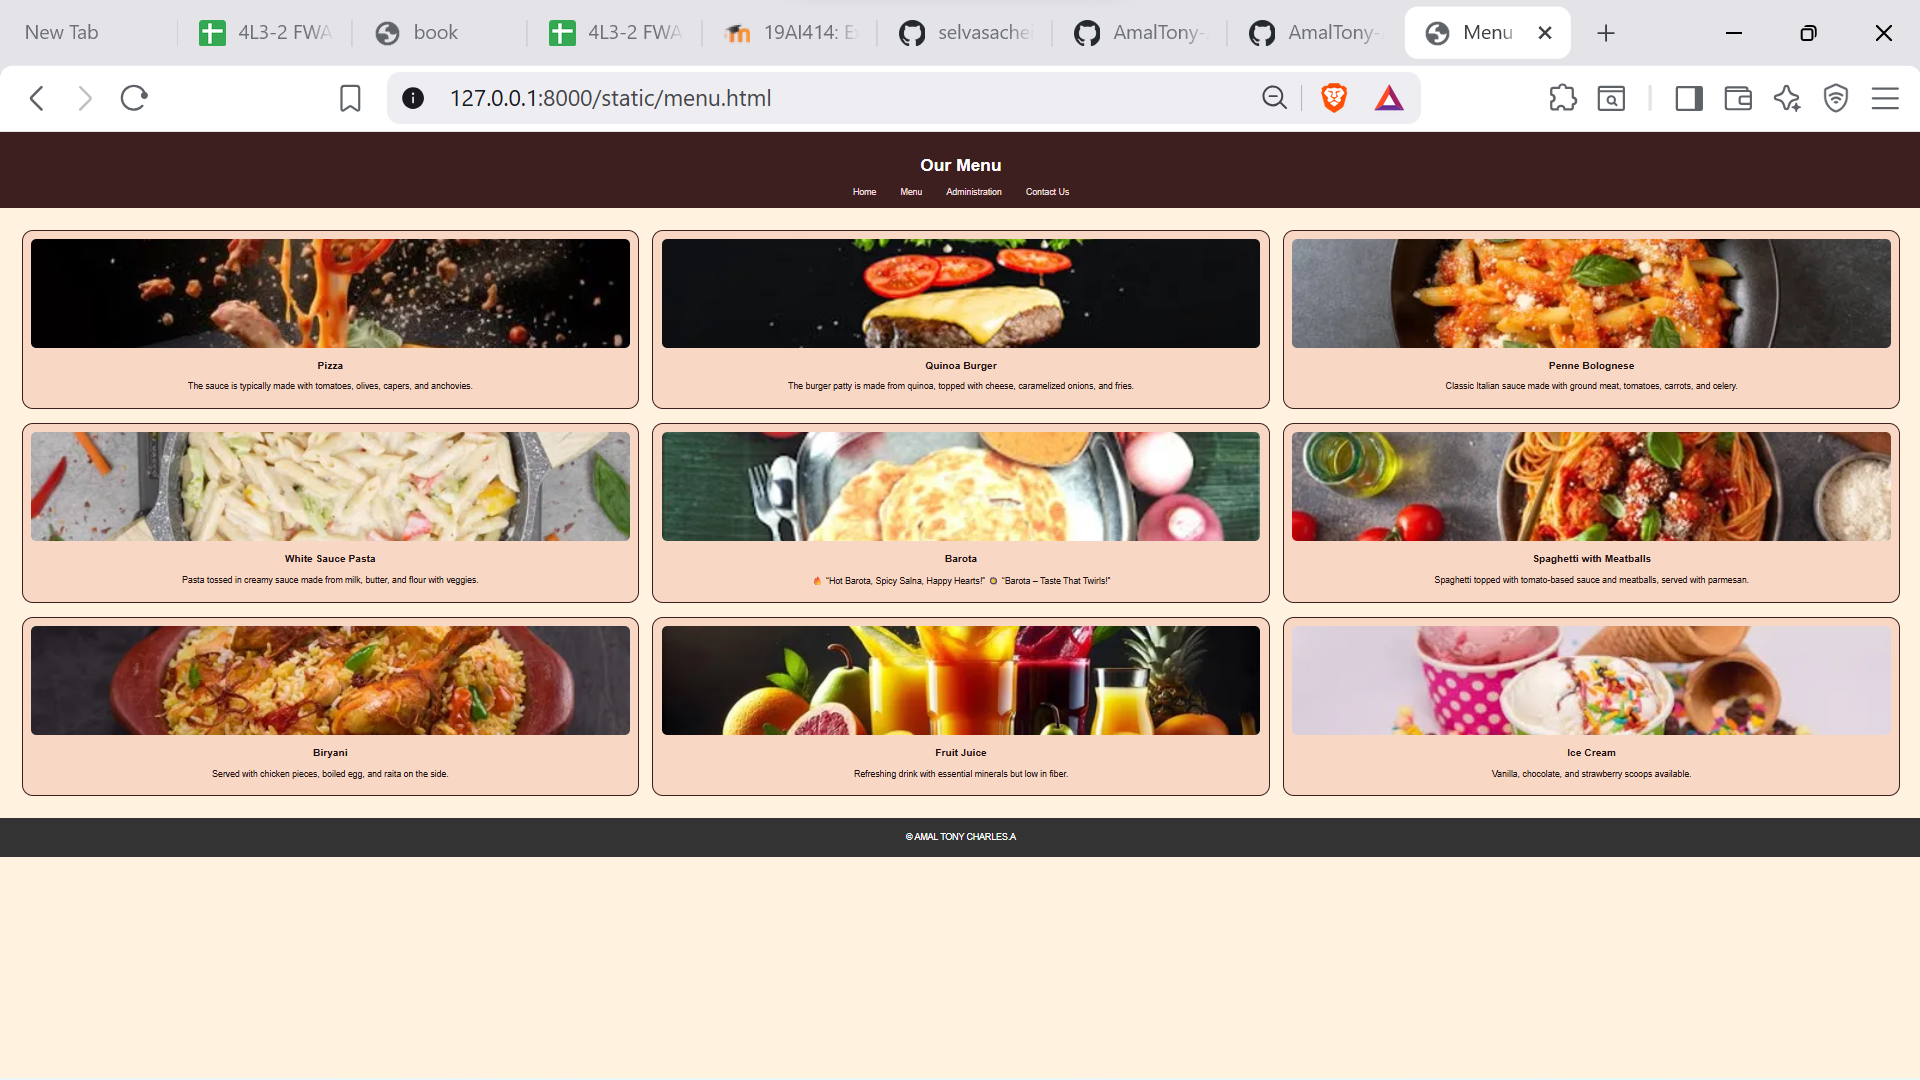 New Tab
4L3-2 FWA
book
4L3-2 FWA
19AI414: E
selvasache
AmalTony-
AmalTony-
Menu
127.0.0.1:8000/static/menu.html
Our Menu
Home Menu Administration Contact Us
Pizza
The sauce is typically made with tomatoes, olives, capers, and anchovies.
Quinoa Burger
The burger patty is made from quinoa, topped with cheese, caramelized onions, and fries.
Penne Bolognese
Classic Italian sauce made with ground meat, tomatoes, carrots, and celery.
White Sauce Pasta
Pasta tossed in creamy sauce made from milk, butter, and flour with veggies.
Barota
🔥 "Hot Barota, Spicy Salna, Happy Hearts!" 🥘 "Barota – Taste That Twirls!"
Spaghetti with Meatballs
Spaghetti topped with tomato-based sauce and meatballs, served with parmesan.
Biryani
Served with chicken pieces, boiled egg, and raita on the side.
Fruit Juice
Refreshing drink with essential minerals but low in fiber.
Ice Cream
Vanilla, chocolate, and strawberry scoops available.
© AMAL TONY CHARLES.A